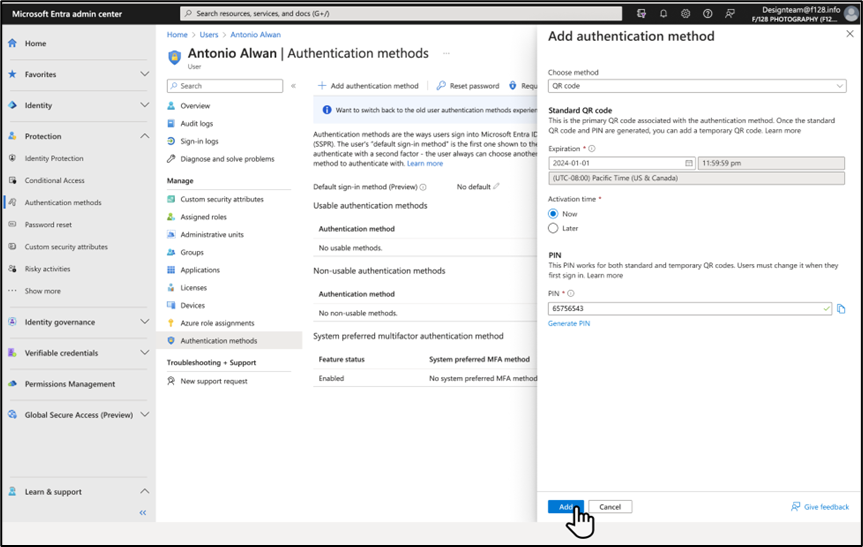 Microsoft Entra admin center
Search resources, services, and docs (G+/)
Designteam@f128.info
F/128 PHOTOGRAPHY (F12...
Home
Favorites
Identity
Protection
Identity Protection
Conditional Access
Authentication methods
Password reset
Custom security attributes
Risky activities
Show more
Identity governance
Verifiable credentials
Permissions Management
Global Secure Access (Preview)
Learn & support
Home > Users > Antonio Alwan
Antonio Alwan | Authentication methods
User
Search
Overview
Audit logs
Sign-in logs
Diagnose and solve problems
Manage
Custom security attributes
Assigned roles
Administrative units
Groups
Applications
Licenses
Devices
Azure role assignments
Authentication methods
Troubleshooting + Support
New support request
Add authentication method
Reset password
Requ
Want to switch back to the old user authentication methods experien
Authentication methods are the ways users sign into Microsoft Entra ID
(SSPR). The user's "default sign-in method" is the first one shown to the
authenticate with a second factor - the user always can choose another
method to authenticate with. Learn more
Default sign-in method (Preview)
No default
Usable authentication methods
Authentication method
No usable methods.
Non-usable authentication methods
Authentication method
No non-usable methods.
System preferred multifactor authentication method
Feature status
System preferred MFA method
Enabled
No system preferred MFA method
Add authentication method
Choose method
QR code
Standard QR code
This is the primary QR code associated with the authentication method. Once the standard
QR code and PIN are generated, you can add a temporary QR code. Learn more
Expiration *
2024-01-01
11:59:59 pm
(UTC-08:00) Pacific Time (US & Canada)
Activation time *
Now
Later
PIN
This PIN works for both standard and temporary QR codes. Users must change it when they
first sign in. Learn more
PIN *
65756543
Generate PIN
Add
Cancel
Give feedback